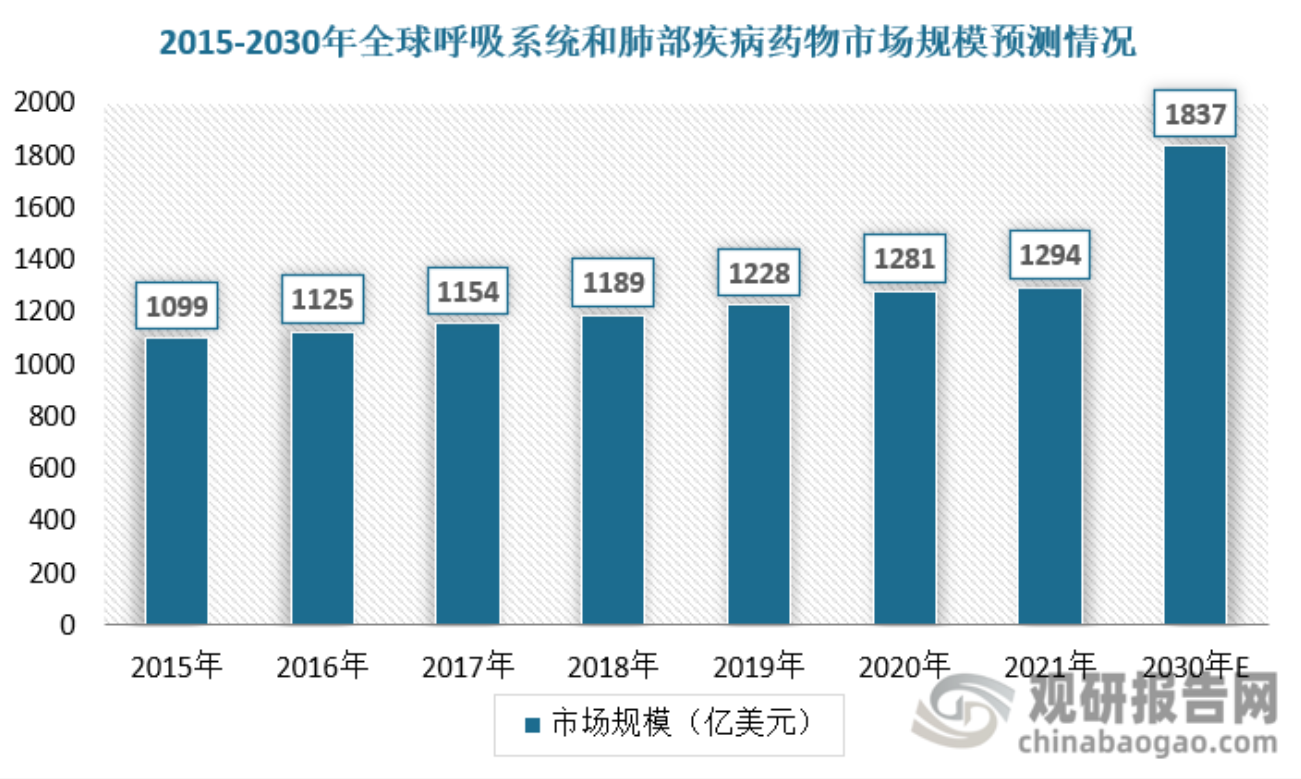 2015-2030年全球呼吸系统和肺部疾病药物市场规模预测情况
2000
1800
1600
1400
1200
1000
800
600
400
200
0
1099
1125
1154
1189
1228
1281
1294
1837
2015年
2016年
2017年
2018年
2019年
2020年
2021年
2030年E
市场规模（亿美元）
观研报告网
chinabaogao.com